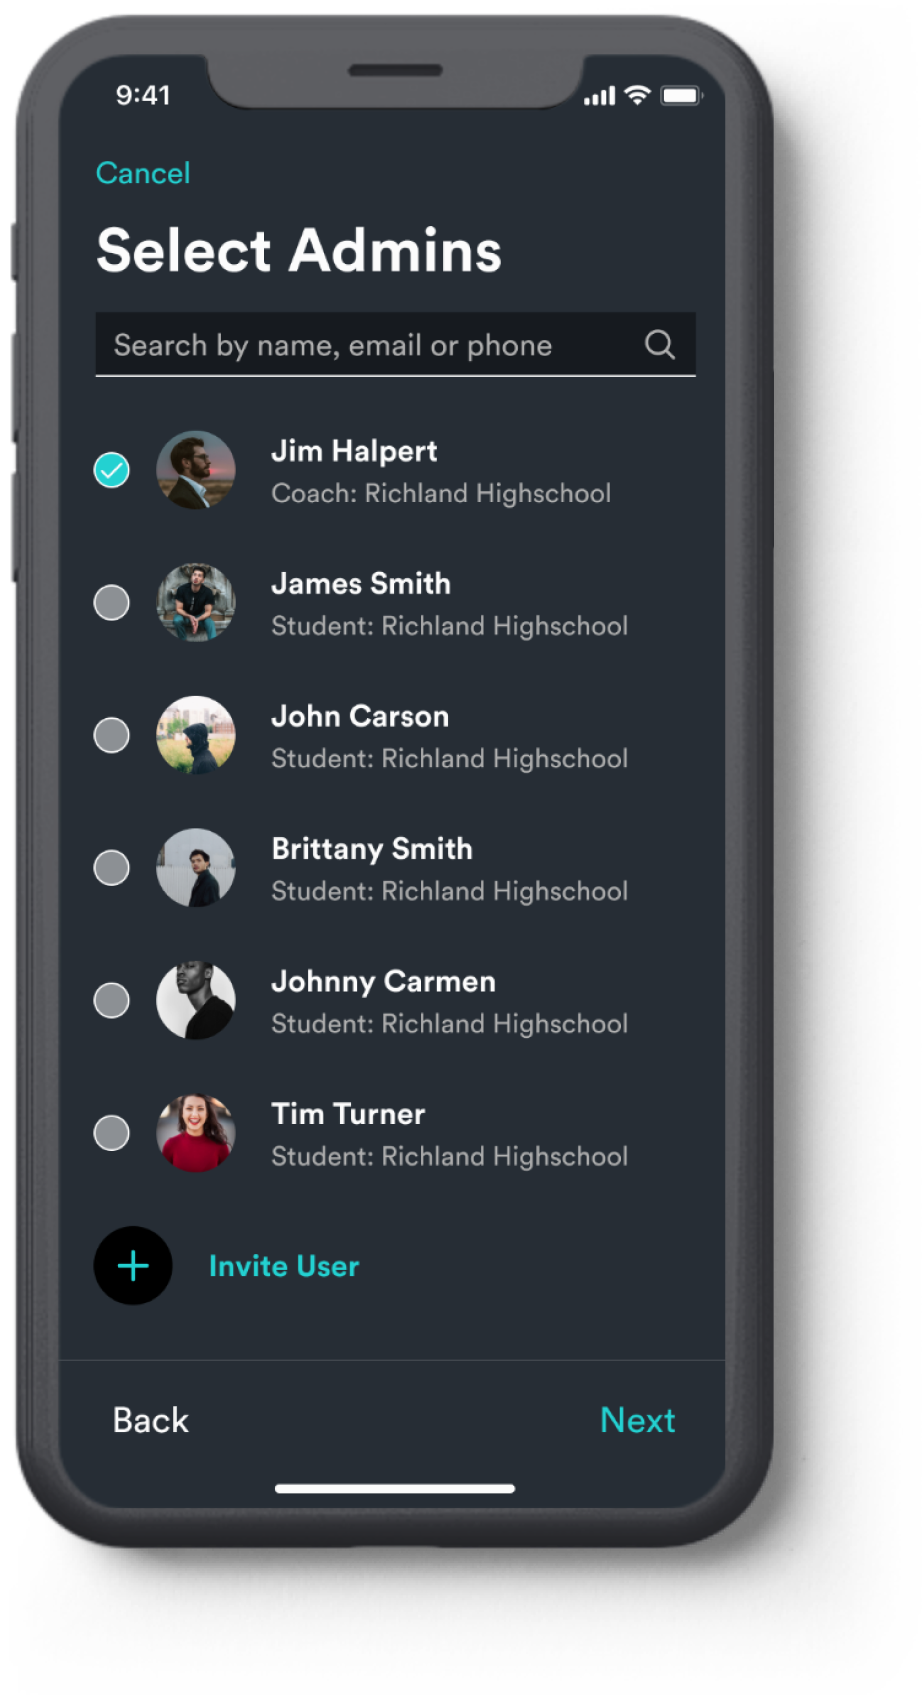 9:41
Cancel
Select Admins
Search by name, email or phone
Jim Halpert
Coach: Richland Highschool
James Smith
Student: Richland Highschool
John Carson
Student: Richland Highschool
Brittany Smith
Student: Richland Highschool
Johnny Carmen
Student: Richland Highschool
Tim Turner
Student: Richland Highschool
Invite User
Back
Next